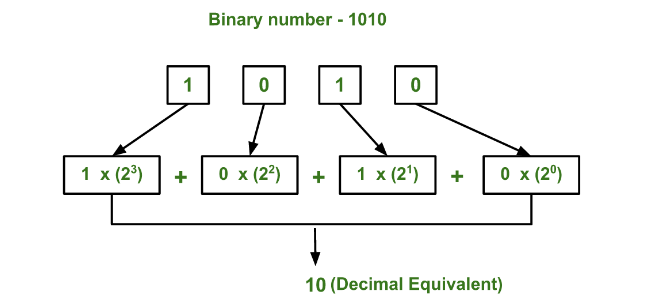 Binary number - 1010
1 0 1 0
1 x (2³) + 0 x (2²) + 1 x (2¹) + 0 x (2⁰)
10 (Decimal Equivalent)